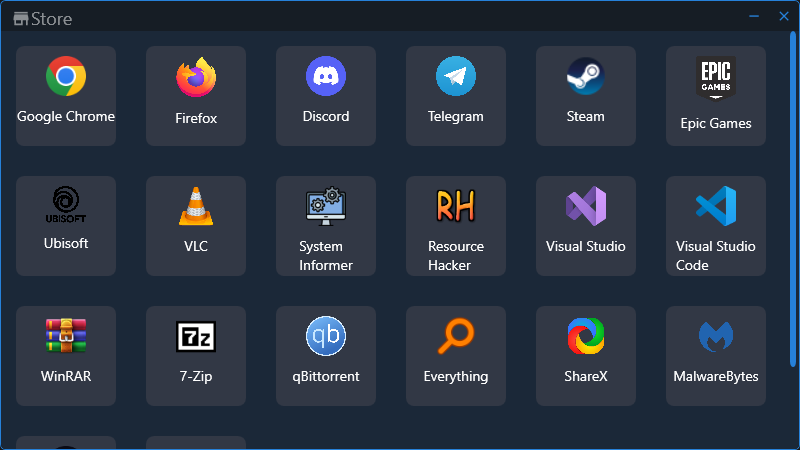 Store
Google Chrome
Firefox
Discord
Telegram
Steam
EPIC
GAMES
Epic Games
UBISOFT
Ubisoft
VLC
System
Informer
RH
Resource
Hacker
Visual Studio
Visual Studio
Code
WinRAR
7z
7-Zip
qb
qBittorrent
Everything
ShareX
MalwareBytes